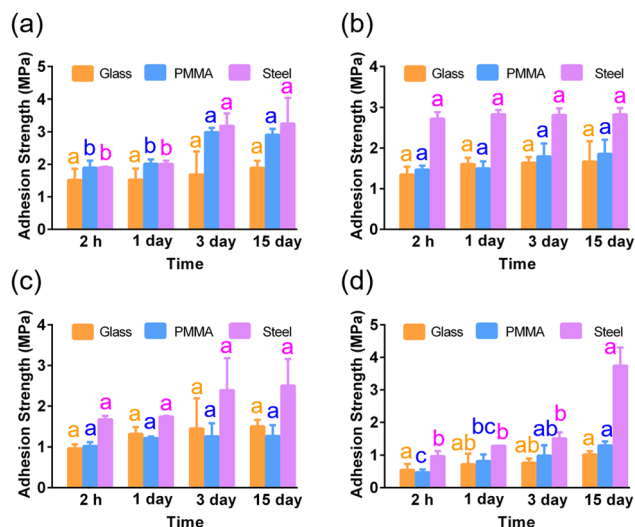 (a)
Adhesion Strength (MPa)
5
4
3
2
1
0
Glass PMMA Steel
a b b a b b a a a a a a
2 h 1 day 3 day 15 day
Time
(b)
Adhesion Strength (MPa)
4
3
2
1
0
Glass PMMA Steel
a a a a a a a a a a a a
2 h 1 day 3 day 15 day
Time
(c)
Adhesion Strength (MPa)
4
3
2
1
0
Glass PMMA Steel
a a a a a a a a a a a a
2 h 1 day 3 day 15 day
Time
(d)
Adhesion Strength (MPa)
5
4
3
2
1
0
Glass PMMA Steel
a c b ab bc b ab ab b a a a
2 h 1 day 3 day 15 day
Time